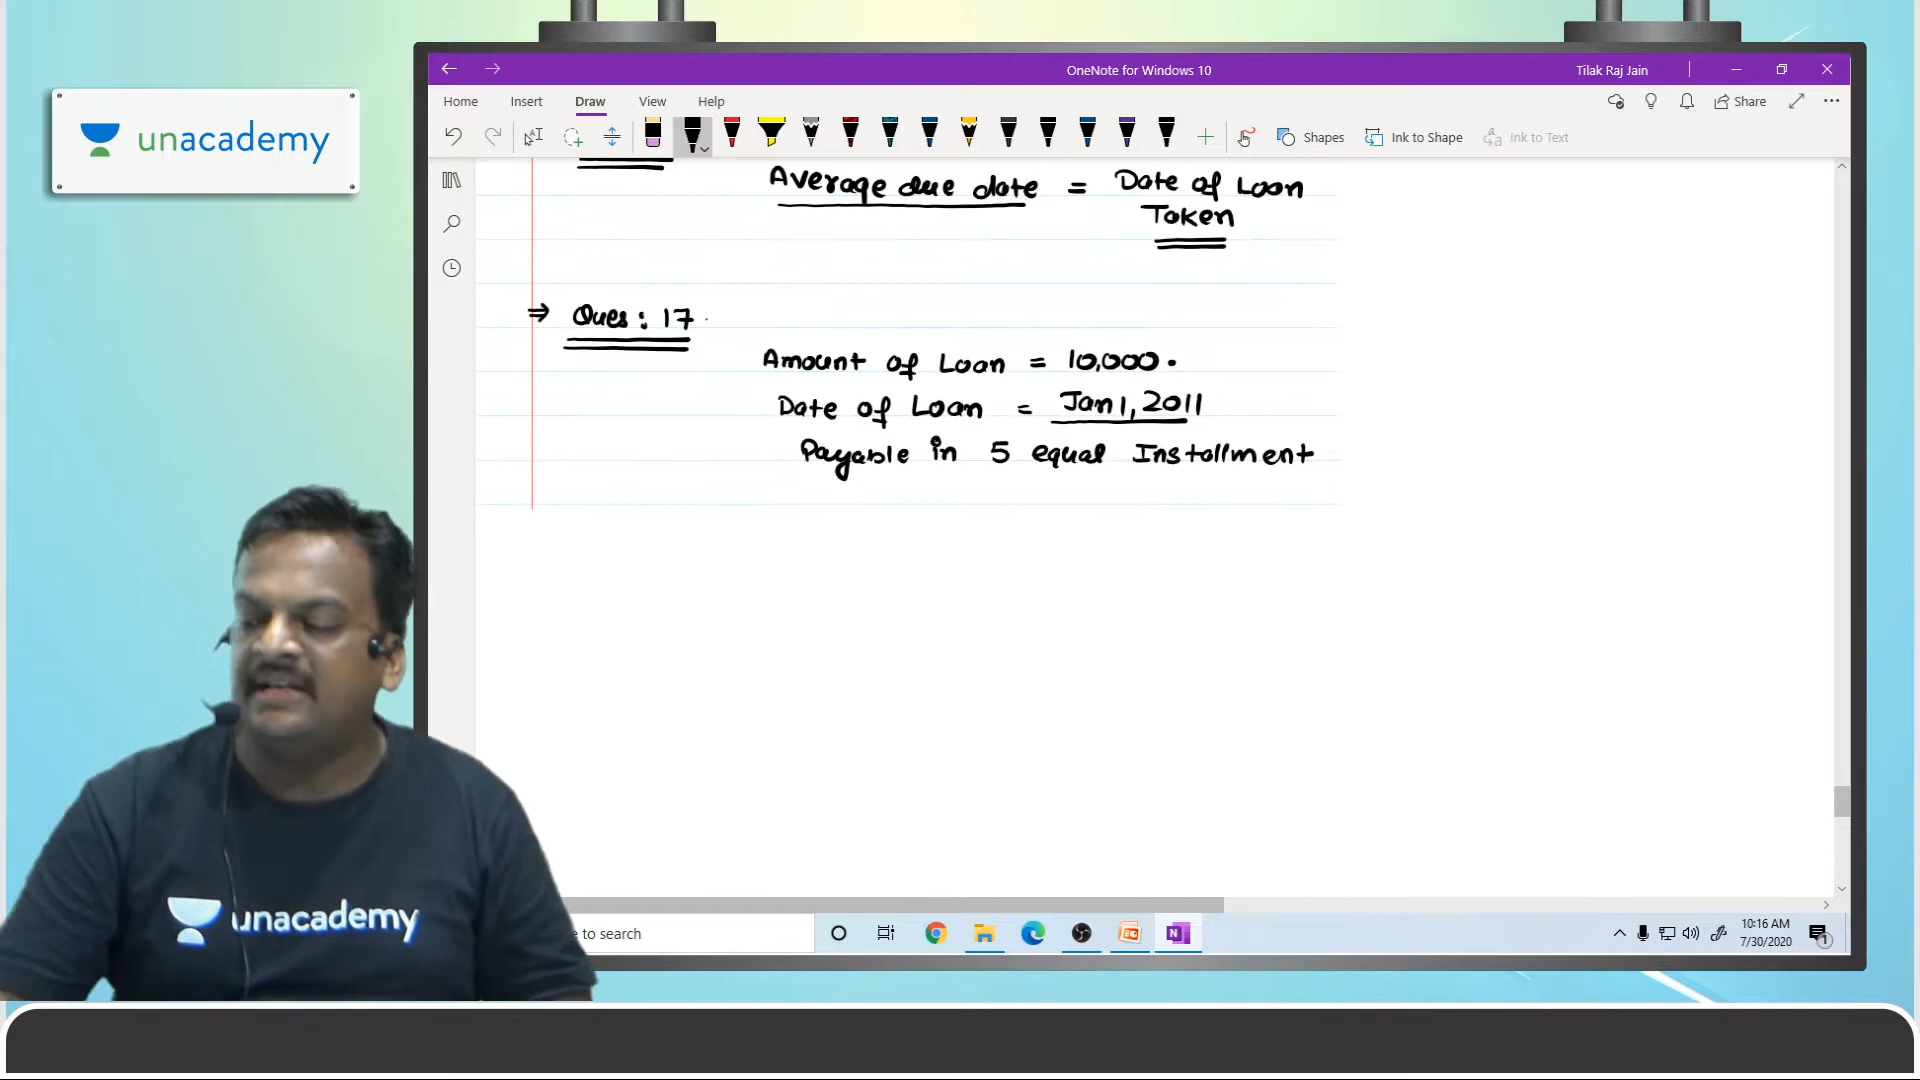 unacademy
OneNote for Windows 10
Tilak Raj Jain
Home Insert Draw View Help
Share
Shapes
Ink to Shape
Ink to Text
Average due date = Date of Loan
Token
⇒ Ques: 17
Amount of Loan = 10,000.
Date of Loan = Jan 1, 2011
Payable in 5 equal Installment
unacademy
e to search
10:16 AM
7/30/2020
1